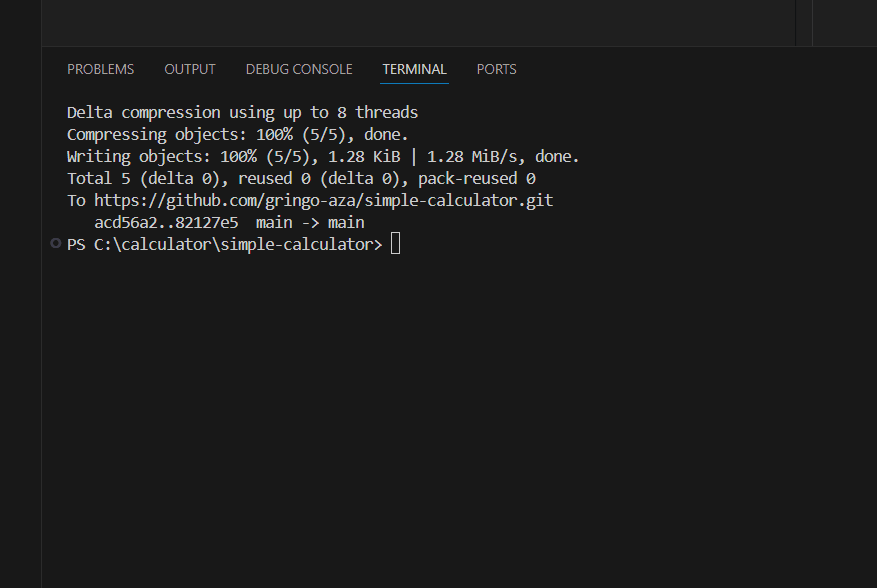 PROBLEMS OUTPUT DEBUG CONSOLE TERMINAL PORTS
Delta compression using up to 8 threads
Compressing objects: 100% (5/5), done.
Writing objects: 100% (5/5), 1.28 KiB | 1.28 MiB/s, done.
Total 5 (delta 0), reused 0 (delta 0), pack-reused 0
To https://github.com/gringo-aza/simple-calculator.git
   acd56a2..82127e5  main -> main
PS C:\calculator\simple-calculator>